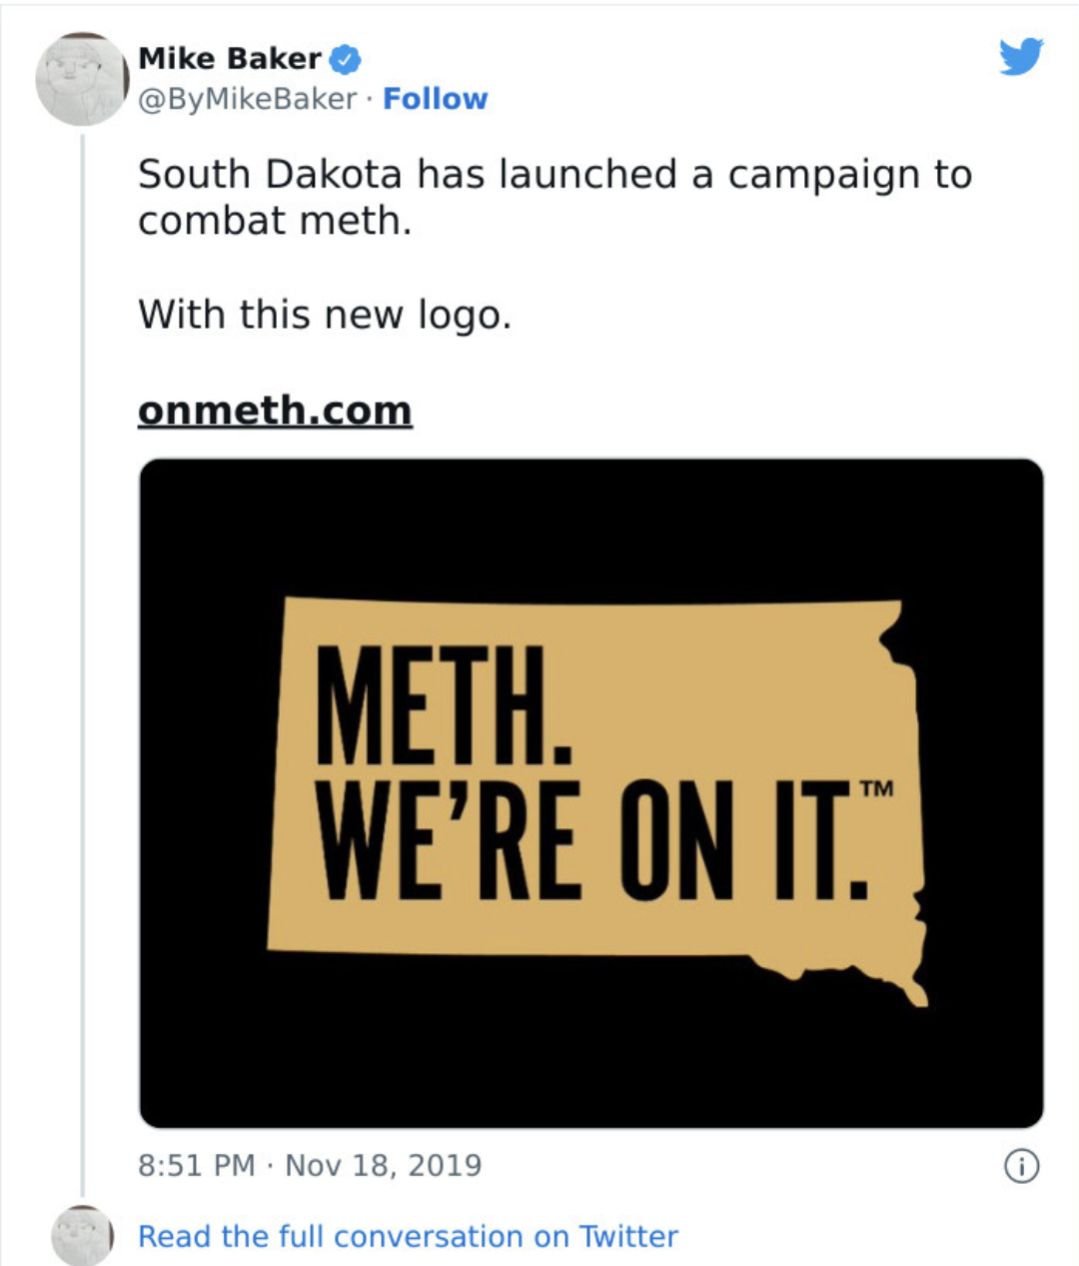 Mike Baker
@ByMikeBaker · Follow
South Dakota has launched a campaign to
combat meth.
With this new logo.
onmeth.com
METH.
WE’RE ON IT.™
8:51 PM · Nov 18, 2019
Read the full conversation on Twitter